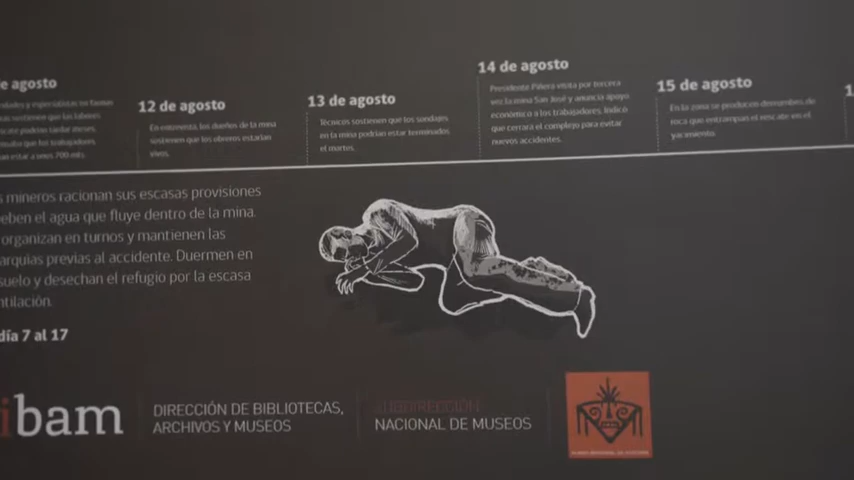 e agosto
12 de agosto
En entrevista, los dueños de la mina
sostienen que los obreros estarían
vivos.
13 de agosto
Técnicos sostienen que los sondajes
en la mina podrían estar terminados
el martes.
14 de agosto
Presidente Piñera visita por tercera
vez la mina San José y anuncia apoyo
económico a los trabajadores. Indicó
que cerrará el complejo para evitar
nuevos accidentes.
15 de agosto
En la zona se producen derrumbes de
roca que entrampan el rescate en el
yacimiento.
1
s mineros racionan sus escasas provisiones
eben el agua que fluye dentro de la mina.
organizan en turnos y mantienen las
arquías previas al accidente. Duermen en
suelo y desechan el refugio por la escasa
ntilación.
día 7 al 17
ibam
DIRECCIÓN DE BIBLIOTECAS,
ARCHIVOS Y MUSEOS
SUBDIRECCIÓN
NACIONAL DE MUSEOS